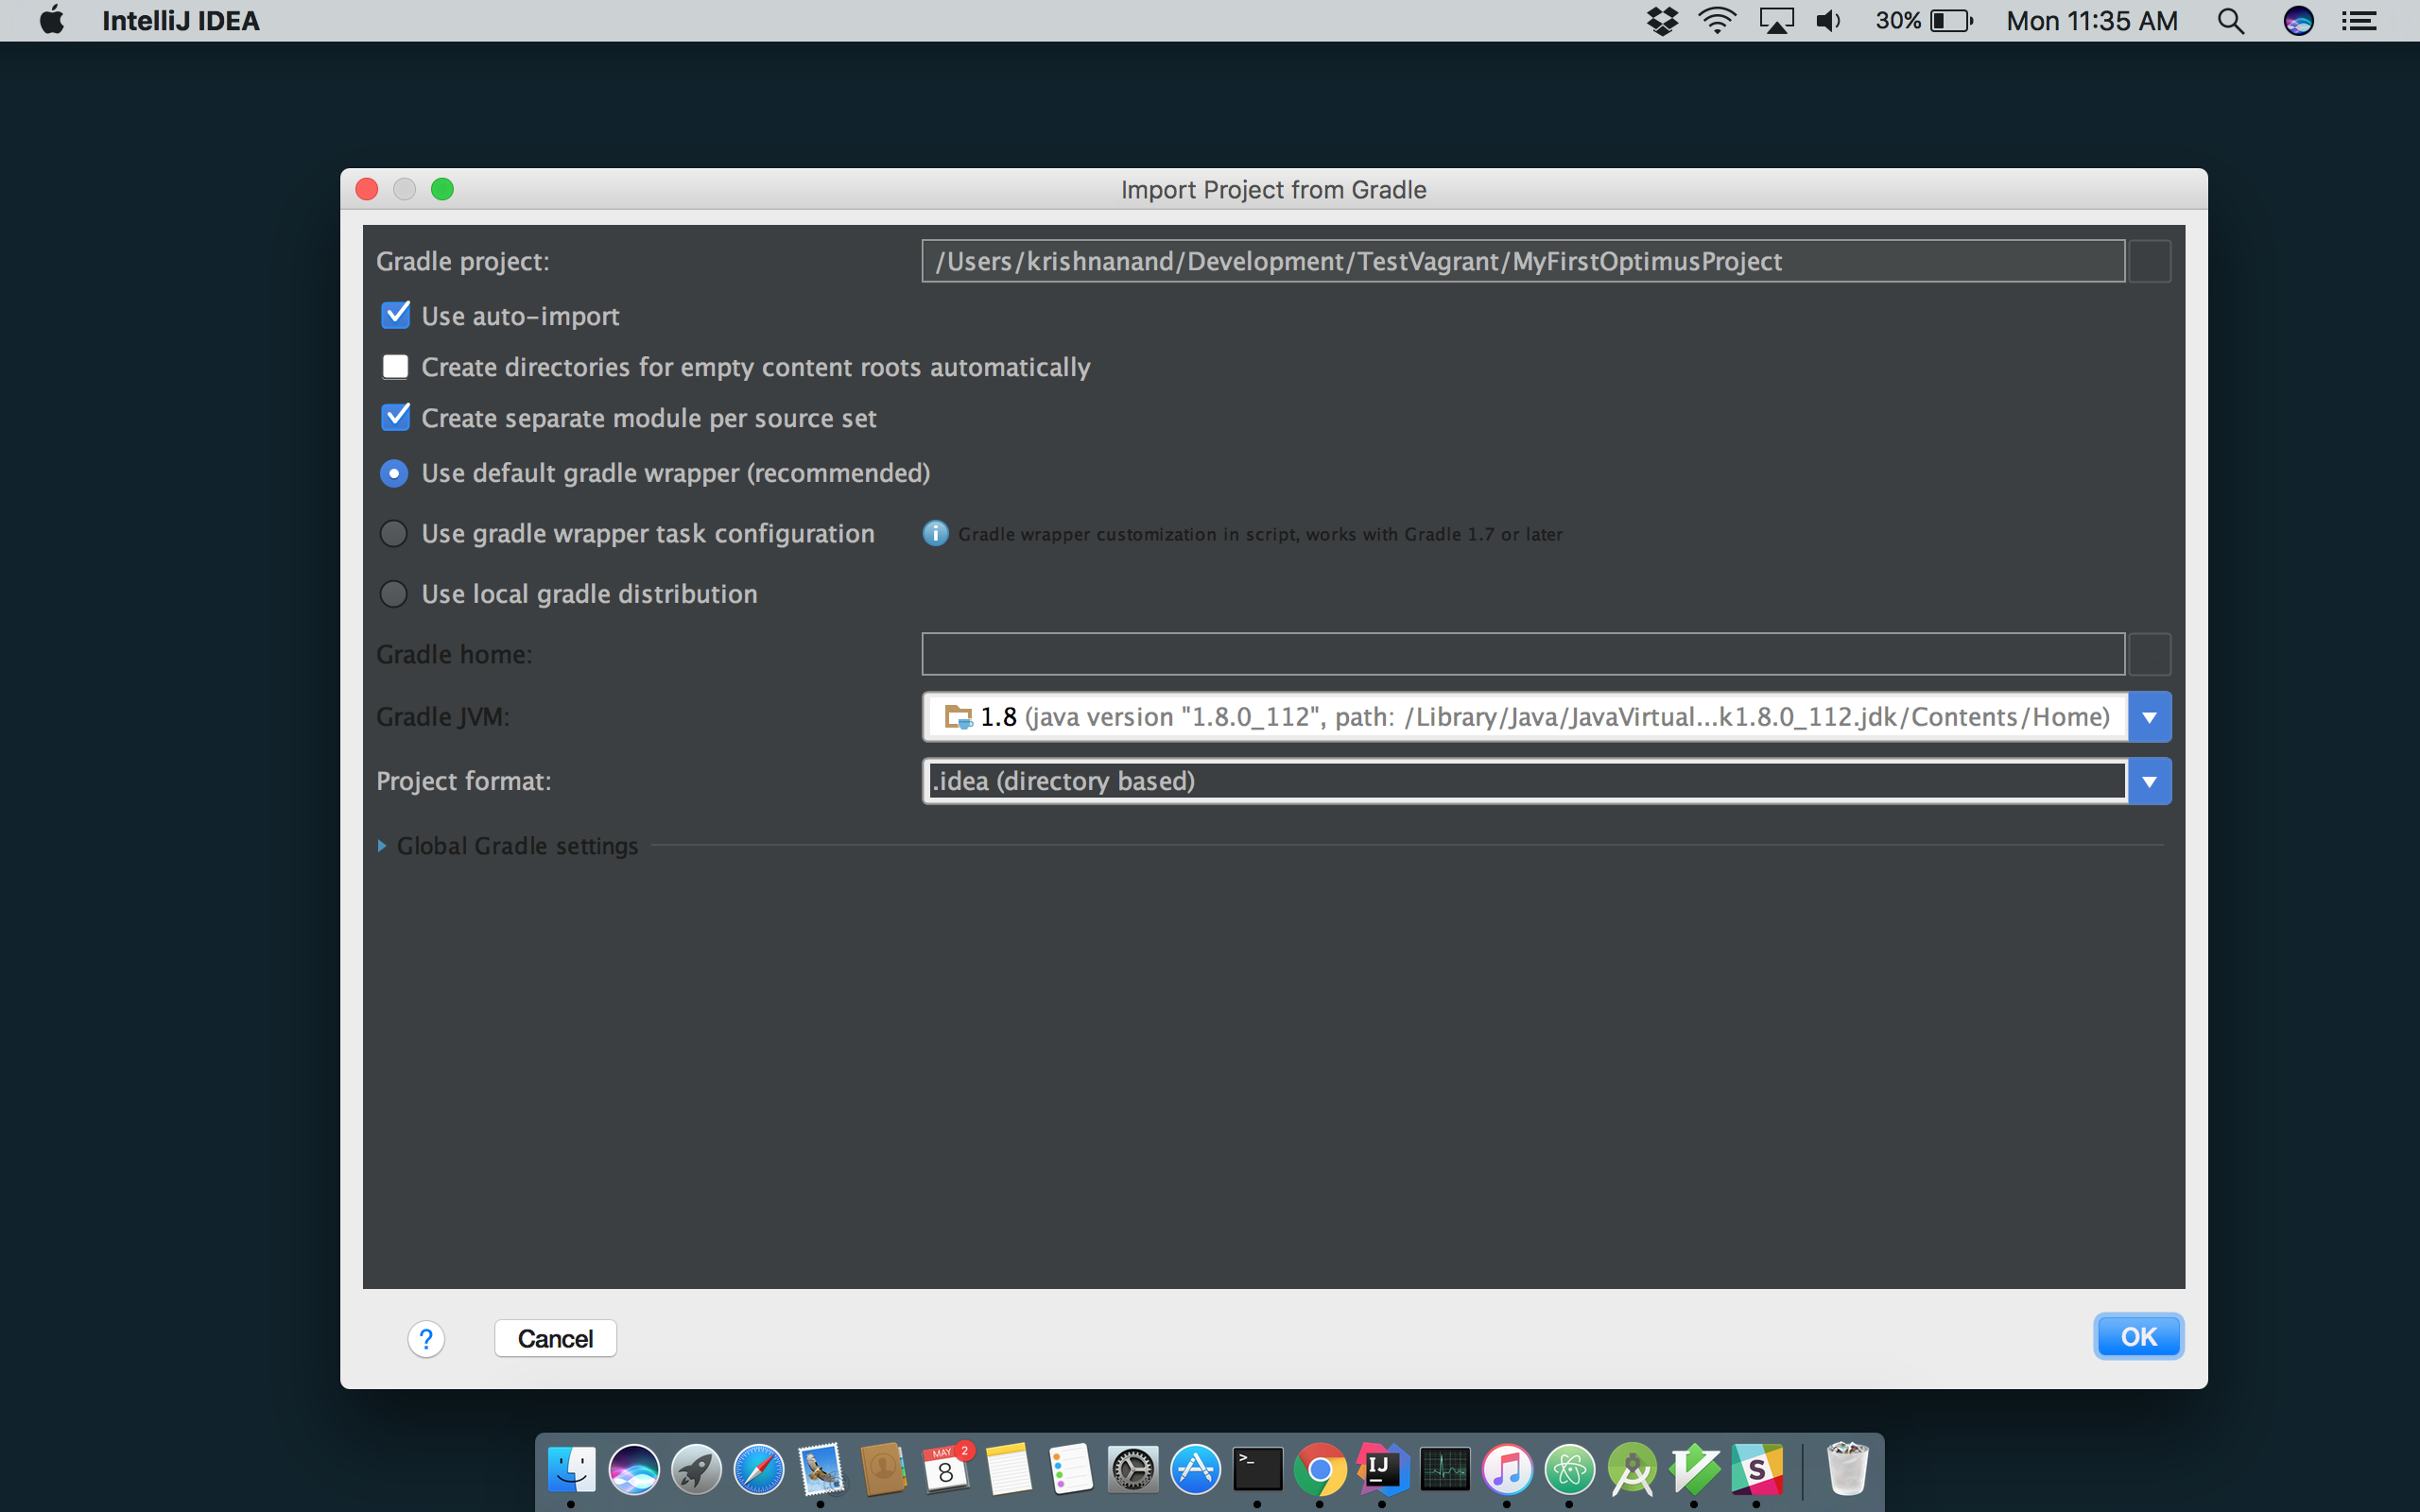 IntelliJ IDEA
30%
Mon 11:35 AM
Import Project from Gradle
Gradle project:
/Users/krishnanand/Development/TestVagrant/MyFirstOptimusProject
Use auto-import
Create directories for empty content roots automatically
Create separate module per source set
Use default gradle wrapper (recommended)
Use gradle wrapper task configuration
Gradle wrapper customization in script, works with Gradle 1.7 or later
Use local gradle distribution
Gradle home:
Gradle JVM:
1.8 (java version "1.8.0_112", path: /Library/Java/JavaVirtual...k1.8.0_112.jdk/Contents/Home)
Project format:
.idea (directory based)
Global Gradle settings
?
Cancel
OK
MAY
2
8
>_
IJ
S